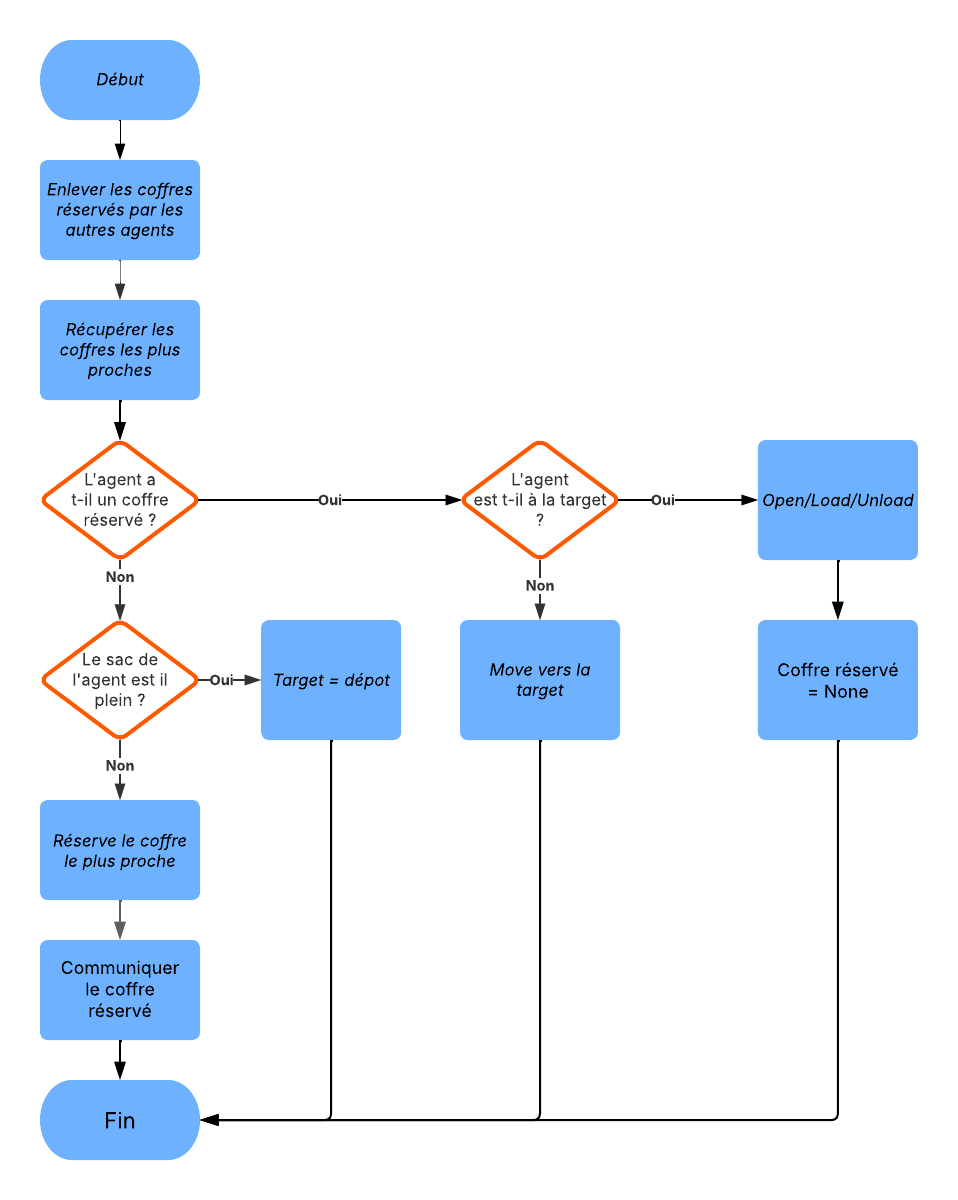 Début
Enlever les coffres
réservés par les
autres agents
Récupérer les
coffres les plus
proches
L'agent a
t-il un coffre
réservé ?
Oui
L'agent
est t-il à la target
?
Oui
Open/Load/Unload
Non
Non
Le sac de
l'agent est il
plein ?
Oui
Target = dépot
Move vers la
target
Coffre réservé
= None
Non
Réserve le coffre
le plus proche
Communiquer
le coffre
réservé
Fin